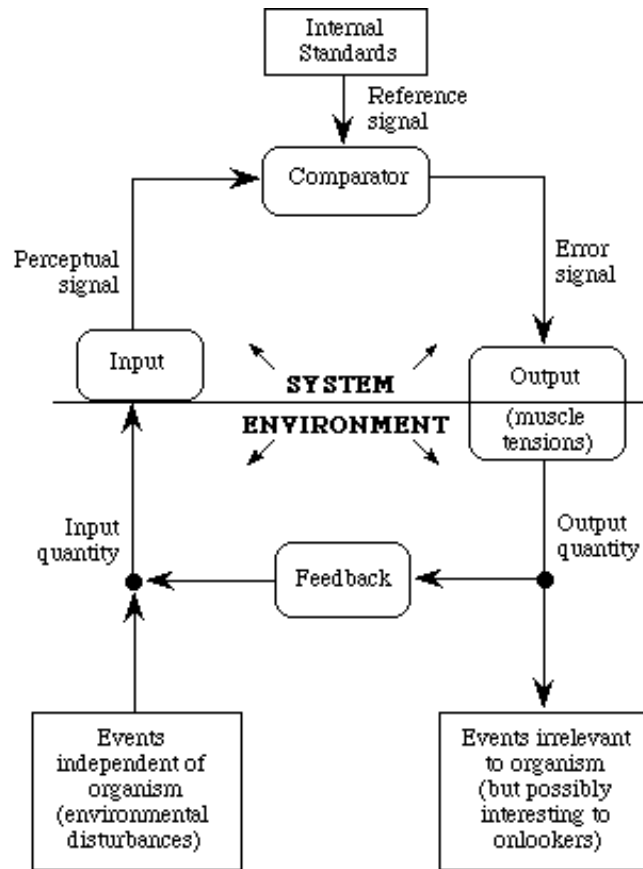 Internal
Standards
Reference
signal
Comparator
Perceptual
signal
Error
signal
Input
Output
(muscle
tensions)
SYSTEM
ENVIRONMENT
Input
quantity
Output
quantity
Feedback
Events
independent of
organism
(environmental
disturbances)
Events irrelevant
to organism
(but possibly
interesting to
onlookers)